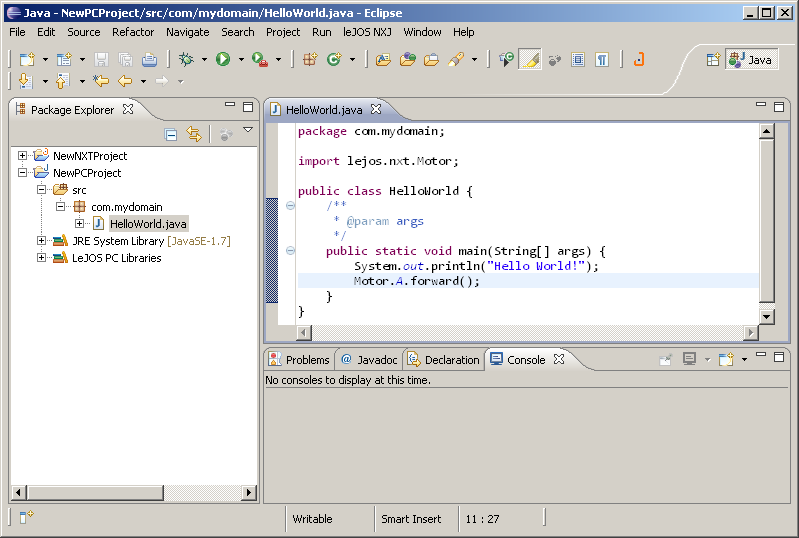 Java - NewPCProject/src/com/mydomain/HelloWorld.java - Eclipse
File Edit Source Refactor Navigate Search Project Run leJOS NXJ Window Help
Java
Package Explorer
NewNXTProject
NewPCProject
src
com.mydomain
HelloWorld.java
JRE System Library [JavaSE-1.7]
LeJOS PC Libraries
HelloWorld.java
package com.mydomain;
import lejos.nxt.Motor;
public class HelloWorld {
/**
* @param args
*/
public static void main(String[] args) {
System.out.println("Hello World!");
Motor.A.forward();
}
}
Problems @ Javadoc Declaration Console
No consoles to display at this time.
Writable Smart Insert 11 : 27